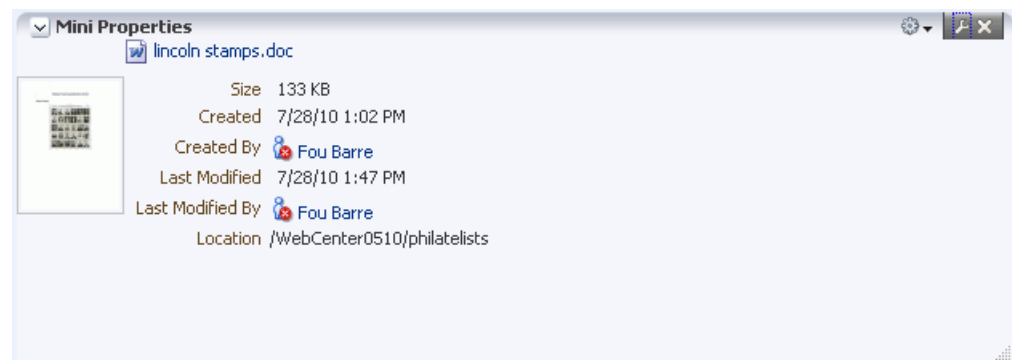 Mini Properties
lincoln stamps.doc
Size 133 KB
Created 7/28/10 1:02 PM
Created By Fou Barre
Last Modified 7/28/10 1:47 PM
Last Modified By Fou Barre
Location /WebCenter0510/philatelists